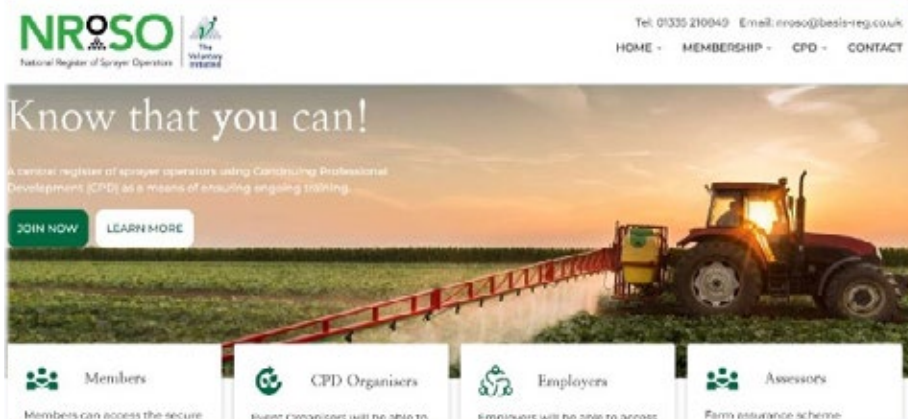 NRoSO
National Register of Sprayer Operators
The
Voluntary
Initiative
Tel: 01335 210049 Email: nroso@basis-reg.co.uk
HOME MEMBERSHIP CPD CONTACT
Know that you can!
A central register of sprayer operators using Continuing Professional
Development (CPD) as a means of ensuring ongoing training.
JOIN NOW LEARN MORE
Members CPD Organisers Employers Assessors
Members can access the secure
Event Organisers will be able to
Employers will be able to access
Farm assurance scheme